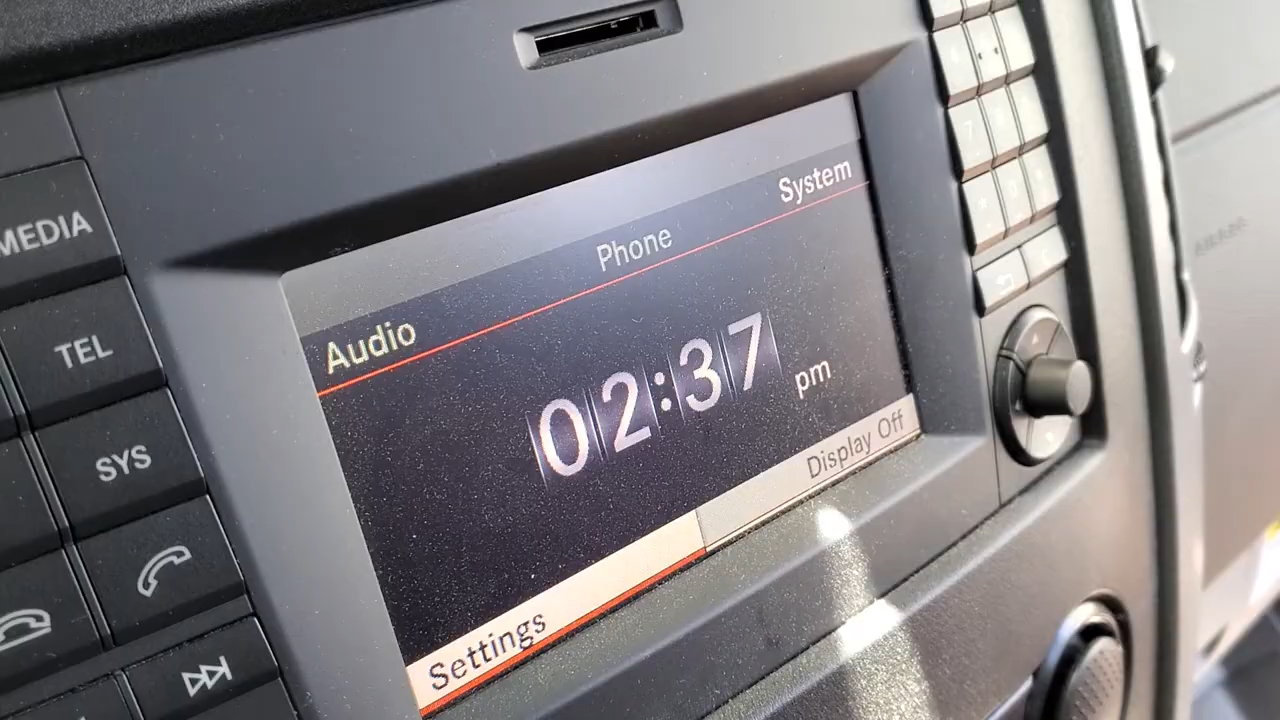 MEDIA
TEL
SYS
Audio
Phone
System
02:37 pm
Settings
Display Off